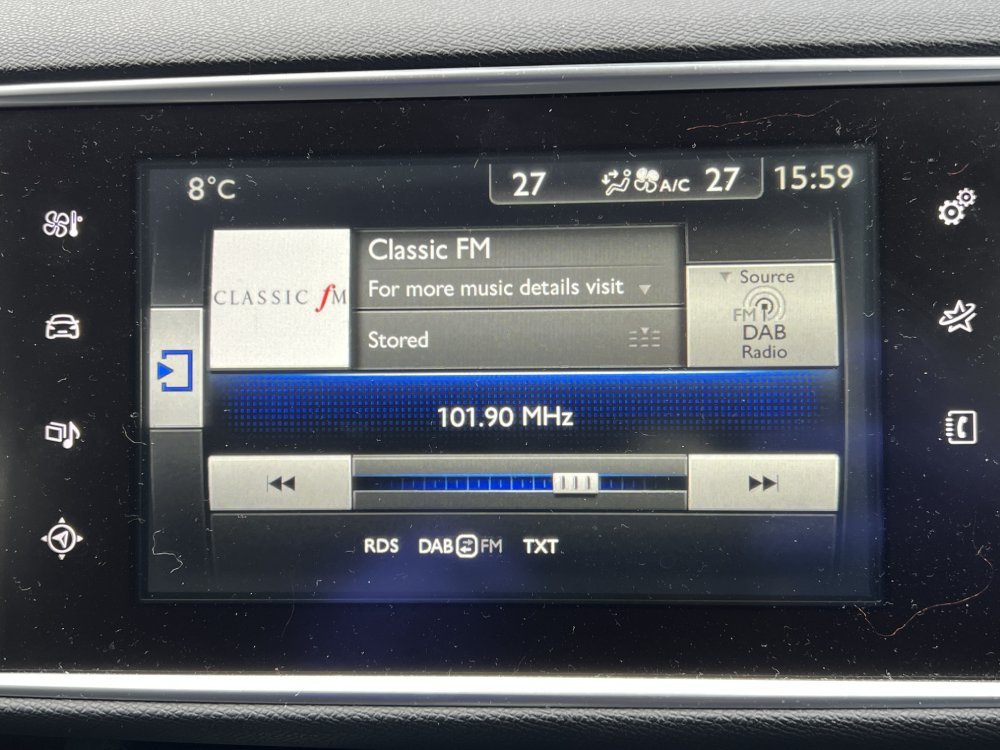 8°C
27 A/C 27
15:59
CLASSIC fM
Classic FM
For more music details visit
Stored
Source
FM
DAB
Radio
101.90 MHz
RDS DAB FM TXT